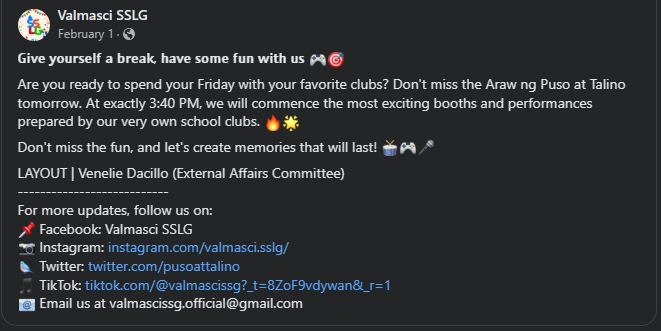 Valmasci SSLG
February 1 ·
Give yourself a break, have some fun with us 🎮🎯
Are you ready to spend your Friday with your favorite clubs? Don't miss the Araw ng Puso at Talino
tomorrow. At exactly 3:40 PM, we will commence the most exciting booths and performances
prepared by our very own school clubs. 🔥🌟
Don't miss the fun, and let's create memories that will last! 🥁🎮🎤
LAYOUT | Venelie Dacillo (External Affairs Committee)
----------------------------
For more updates, follow us on:
📌 Facebook: Valmasci SSLG
📷 Instagram: instagram.com/valmasci.sslg/
🐦 Twitter: twitter.com/pusoattalino
🎵 TikTok: tiktok.com/@valmascissg?_t=8ZoF9vdywan&_r=1
📧 Email us at valmascissg.official@gmail.com